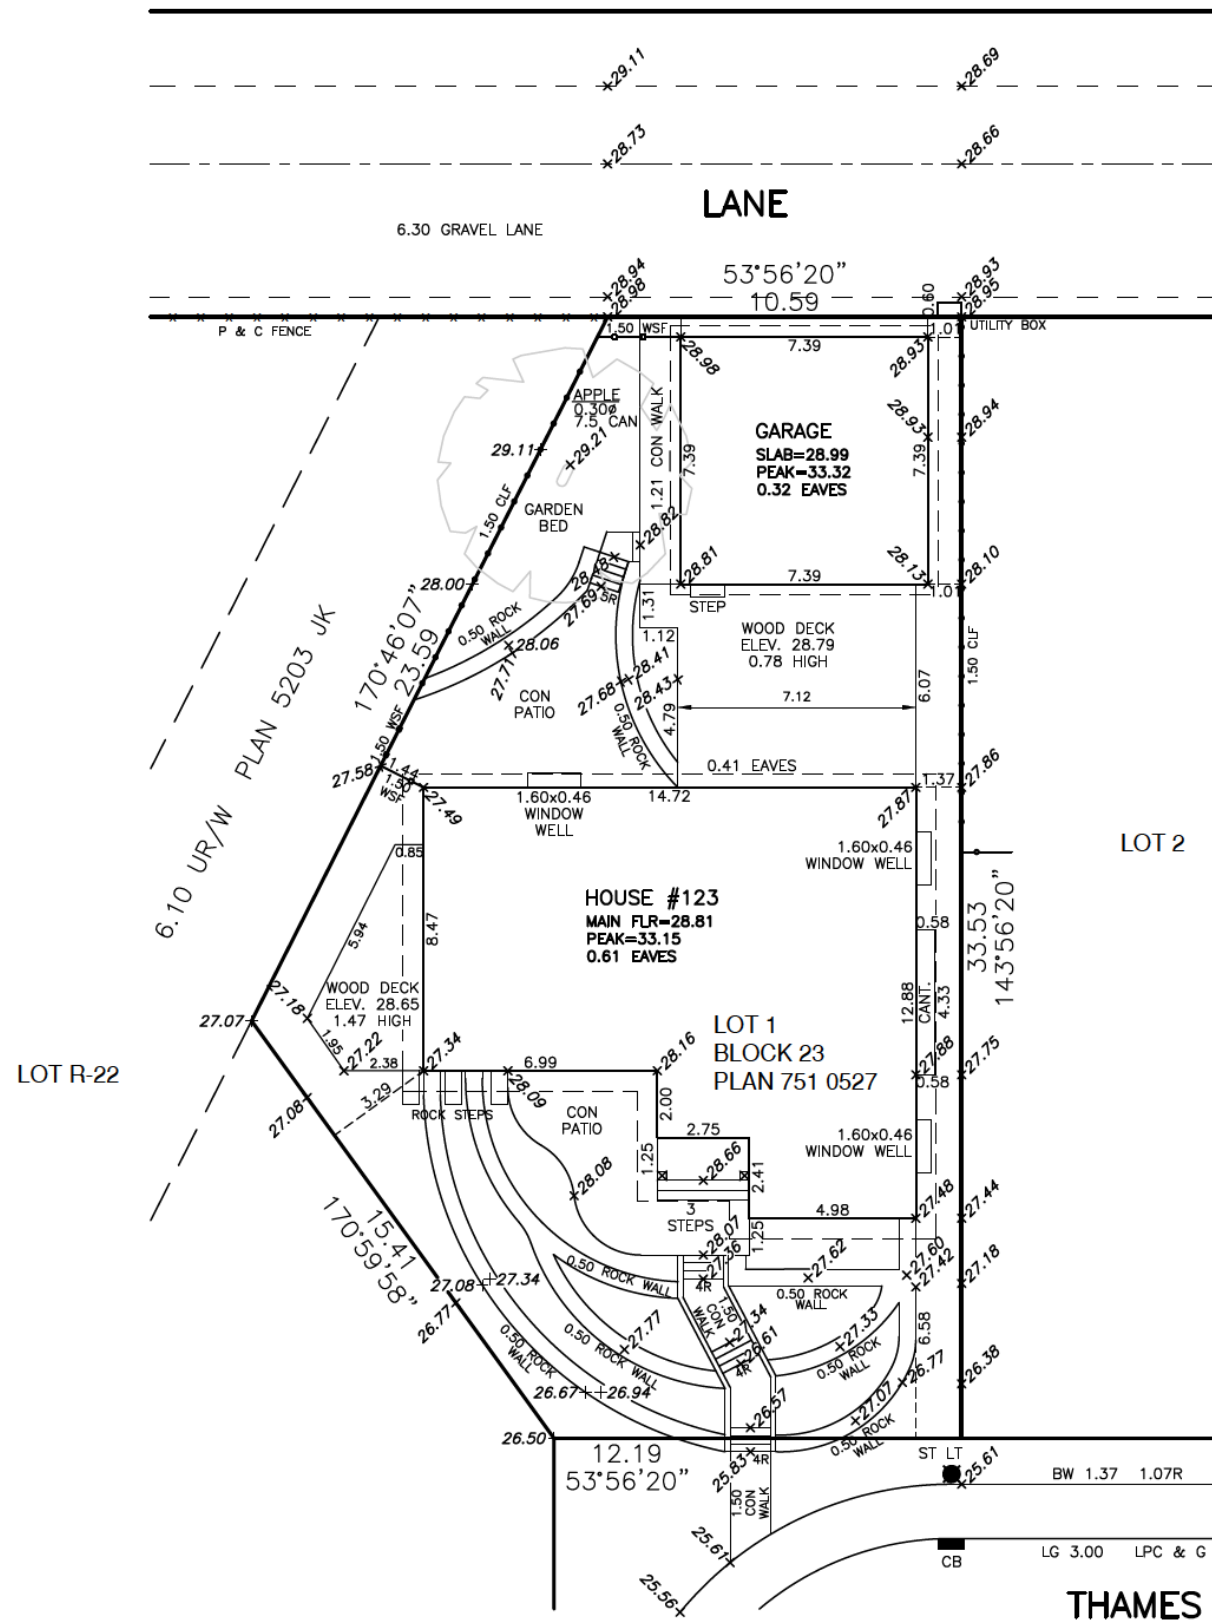 29.11
28.69
28.73
28.66
LANE
6.30 GRAVEL LANE
53°56'20"
10.59
28.94
28.98
28.93
28.95
0.60
P & C FENCE
1.50 WSF
7.39
1.01
UTILITY BOX
28.98
28.93
APPLE
0.30ø
7.5 CAN
29.21
29.11
1.21 CON WALK
7.39
GARAGE
SLAB=28.99
PEAK=33.32
0.32 EAVES
28.93
7.39
28.94
1.50 CLF
GARDEN
BED
28.82
28.81
28.13
28.10
28.00
27.69
5R
7.39
1.01
STEP
1.31
1.12
0.50 ROCK
WALL
28.06
27.71
WOOD DECK
ELEV. 28.79
0.78 HIGH
1.50 CLF
170°46'07"
23.59
6.10 UR/W PLAN 5203 JK
CON
PATIO
27.68
28.41
28.43
0.50 ROCK
WALL
4.79
7.12
6.07
1.50 WSF
27.58
1.44
1.50
WSF
27.49
0.41 EAVES
1.60x0.46
WINDOW
WELL
14.72
1.37
27.86
27.87
1.60x0.46
WINDOW WELL
LOT 2
0.85
5.94
8.47
HOUSE #123
MAIN FLR=28.81
PEAK=33.15
0.61 EAVES
0.58
33.53
143°56'20"
12.88
CANT.
4.33
27.18
27.07
WOOD DECK
ELEV. 28.65
1.47 HIGH
1.95
27.22
2.38
27.34
LOT 1
BLOCK 23
PLAN 751 0527
27.88
0.58
27.75
LOT R-22
6.99
28.16
28.09
3.29
27.08
ROCK STEPS
CON
PATIO
2.00
2.75
1.60x0.46
WINDOW WELL
1.25
28.66
2.41
28.08
3
STEPS
4.98
27.48
27.44
28.07
27.36
1.25
15.41
170°59'58"
27.08
27.34
26.77
0.50 ROCK WALL
4R
27.62
27.60
27.42
27.18
0.50 ROCK
WALL
1.50
CON
WALK
27.34
26.61
4R
27.33
6.58
0.50 ROCK
WALL
0.50 ROCK WALL
27.77
0.50 ROCK
WALL
26.77
26.38
26.67
26.94
27.07
26.57
0.50 ROCK
WALL
26.50
12.19
53°56'20"
25.83
4R
ST LT
25.61
BW 1.37 1.07R
1.50
CON
WALK
25.61
CB
LG 3.00 LPC & G
25.56
THAMES